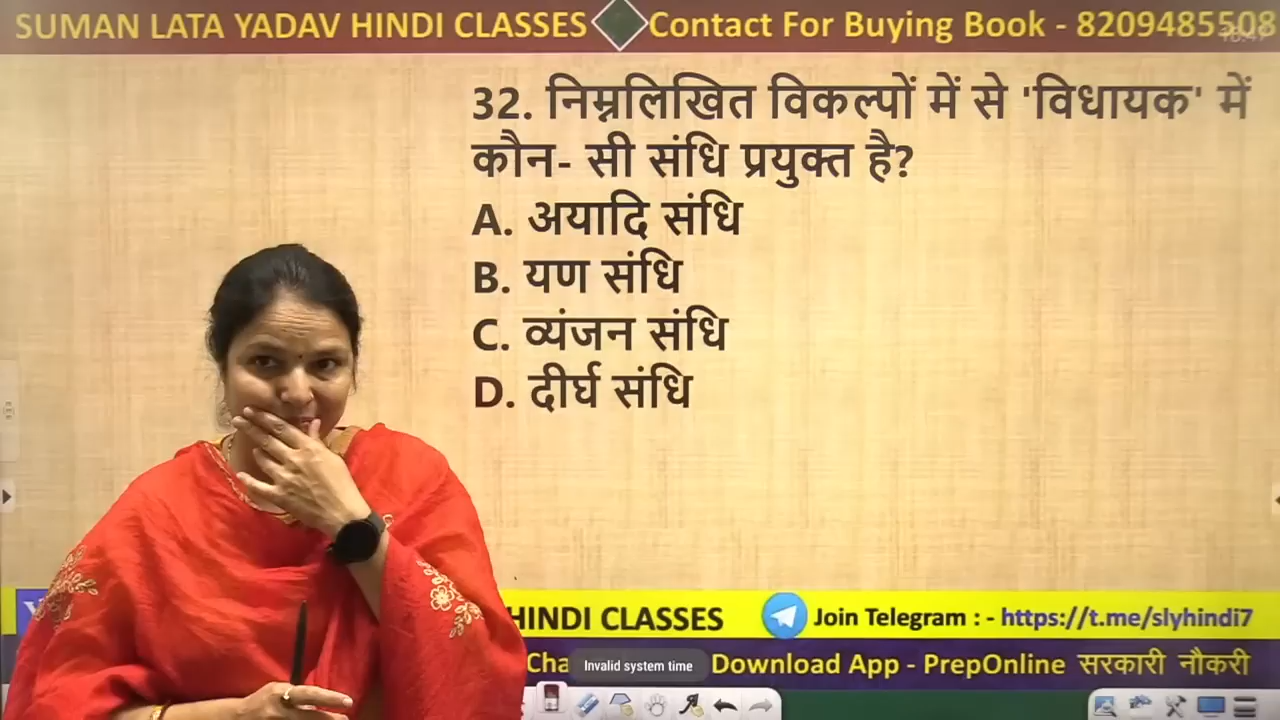 SUMAN LATA YADAV HINDI CLASSES Contact For Buying Book - 8209485508
32. निम्नलिखित विकल्पों में से 'विधायक' में
कौन- सी संधि प्रयुक्त है?
A. अयादि संधि
B. यण संधि
C. व्यंजन संधि
D. दीर्घ संधि
HINDI CLASSES Join Telegram : - https://t.me/slyhindi7
Invalid system time Download App - PrepOnline सरकारी नौकरी